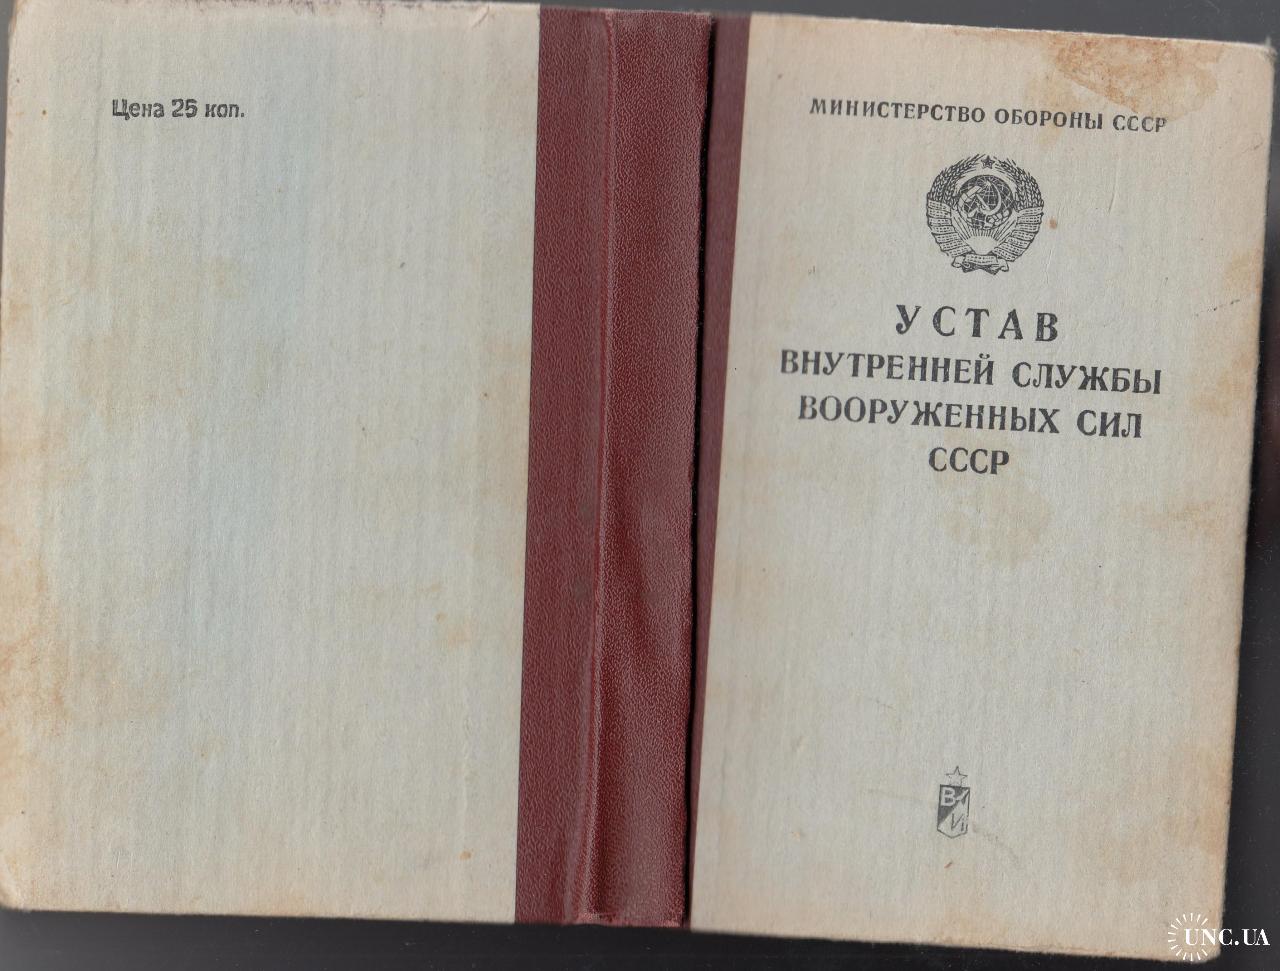 Цена 25 коп.
МИНИСТЕРСТВО ОБОРОНЫ СССР
УСТАВ
ВНУТРЕННЕЙ СЛУЖБЫ
ВООРУЖЕННЫХ СИЛ
СССР
В
И
UNC.UA